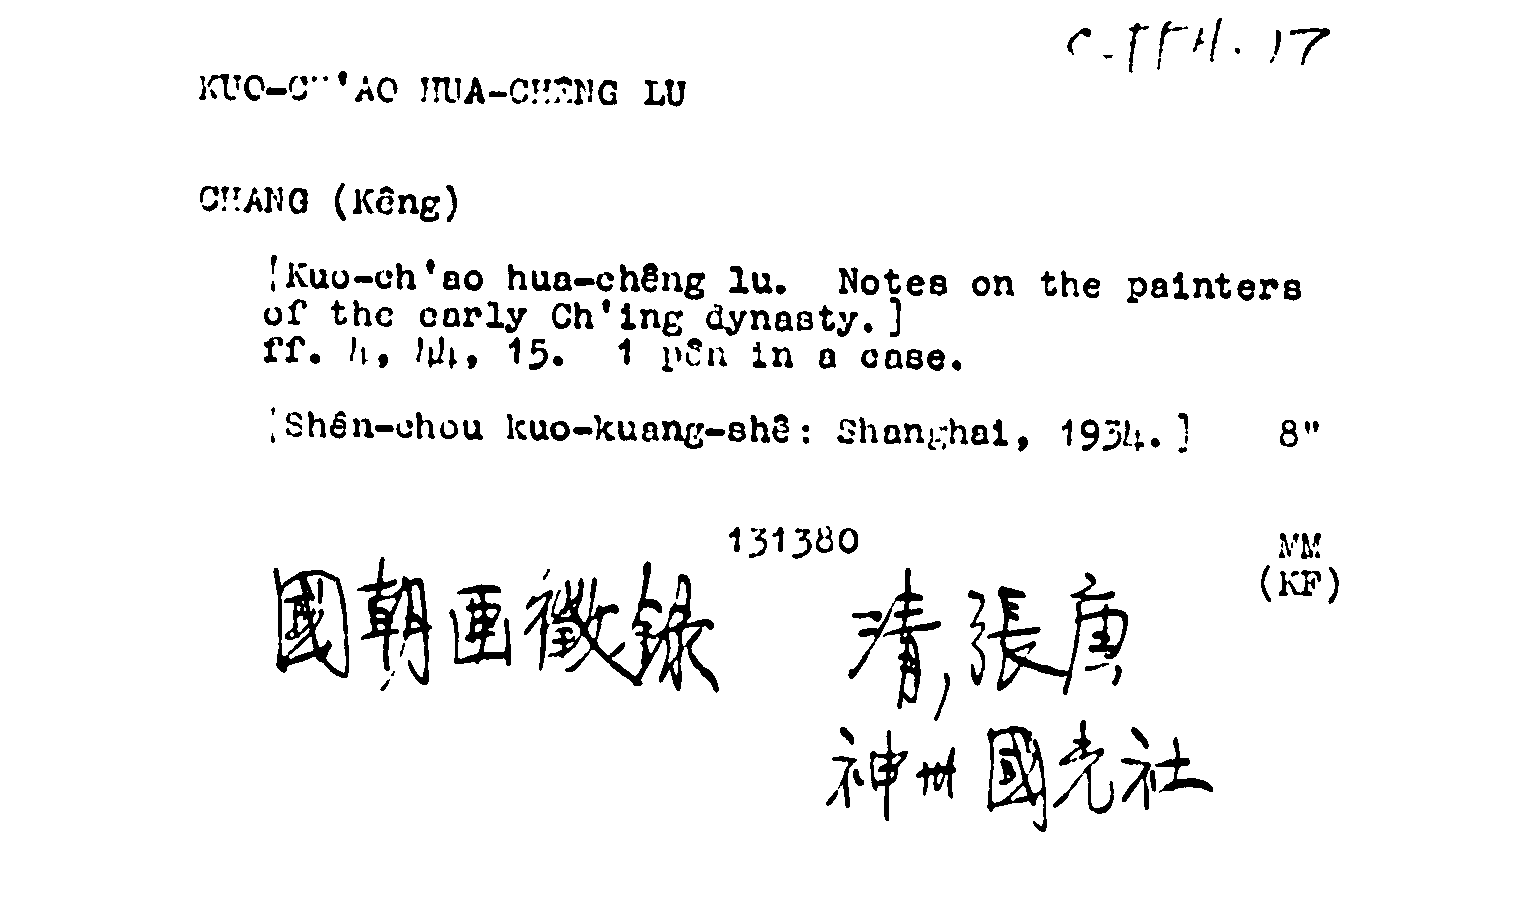 C.FFH.17
KUO-CH'AO HUA-CHÊNG LU
CHANG (Kêng)
[Kuo-ch'ao hua-chêng lu. Notes on the painters
of the early Ch'ing dynasty.]
ff. 4, 44, 15. 1 pên in a case.
[Shên-chou kuo-kuang-shê: Shanghai, 1934.] 8"
131380 MM
(KF)
國朝画徵録 清,張庚
神州國光社